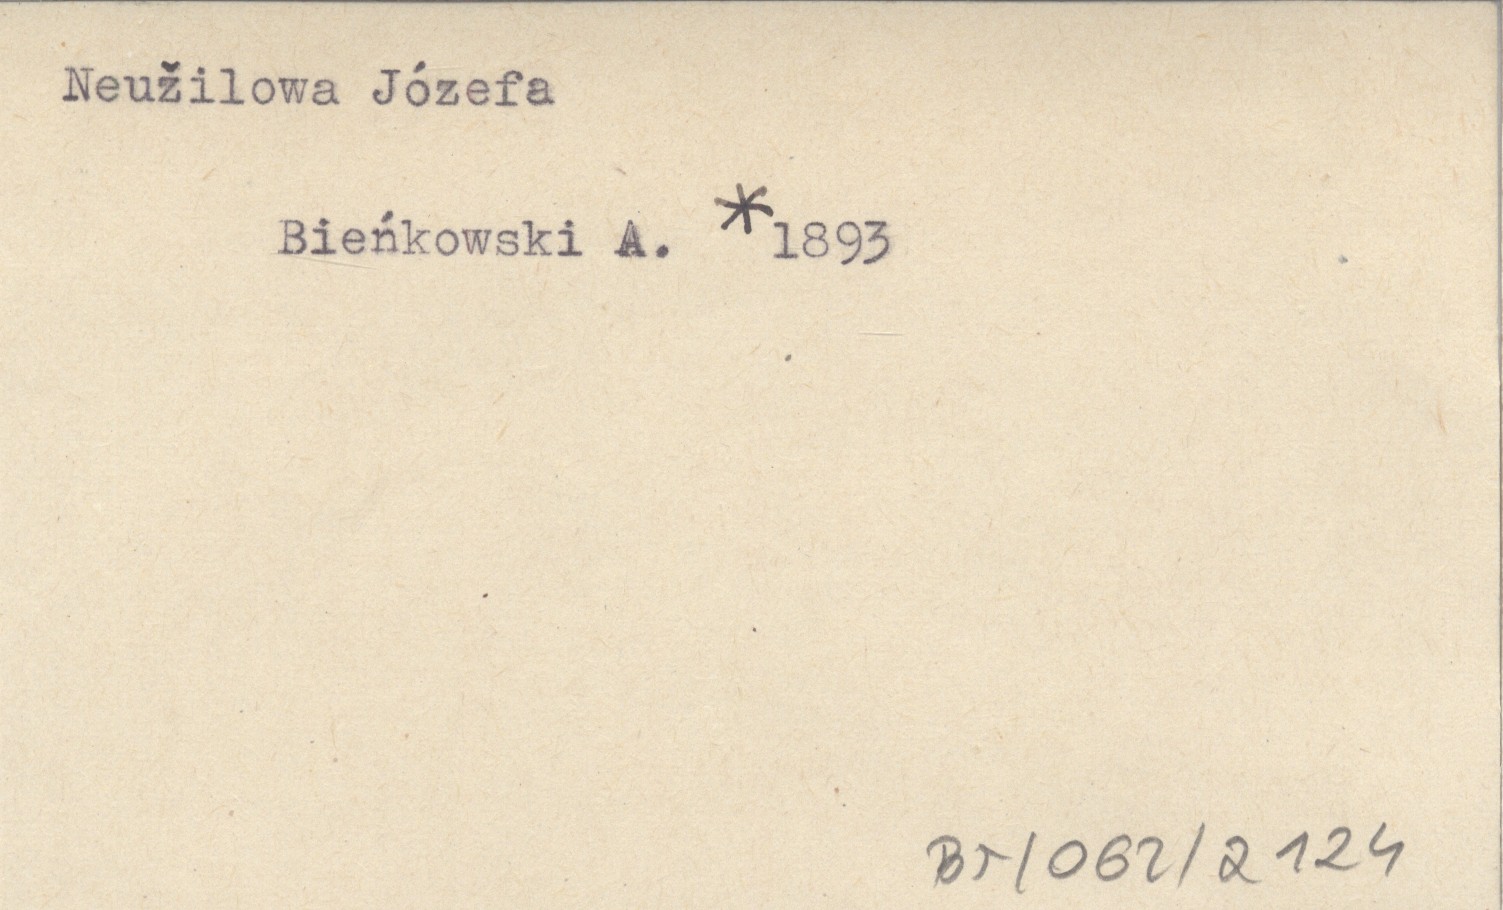 Neužilowa Józefa
Bieńkowski A. *1893
Br/062/2124